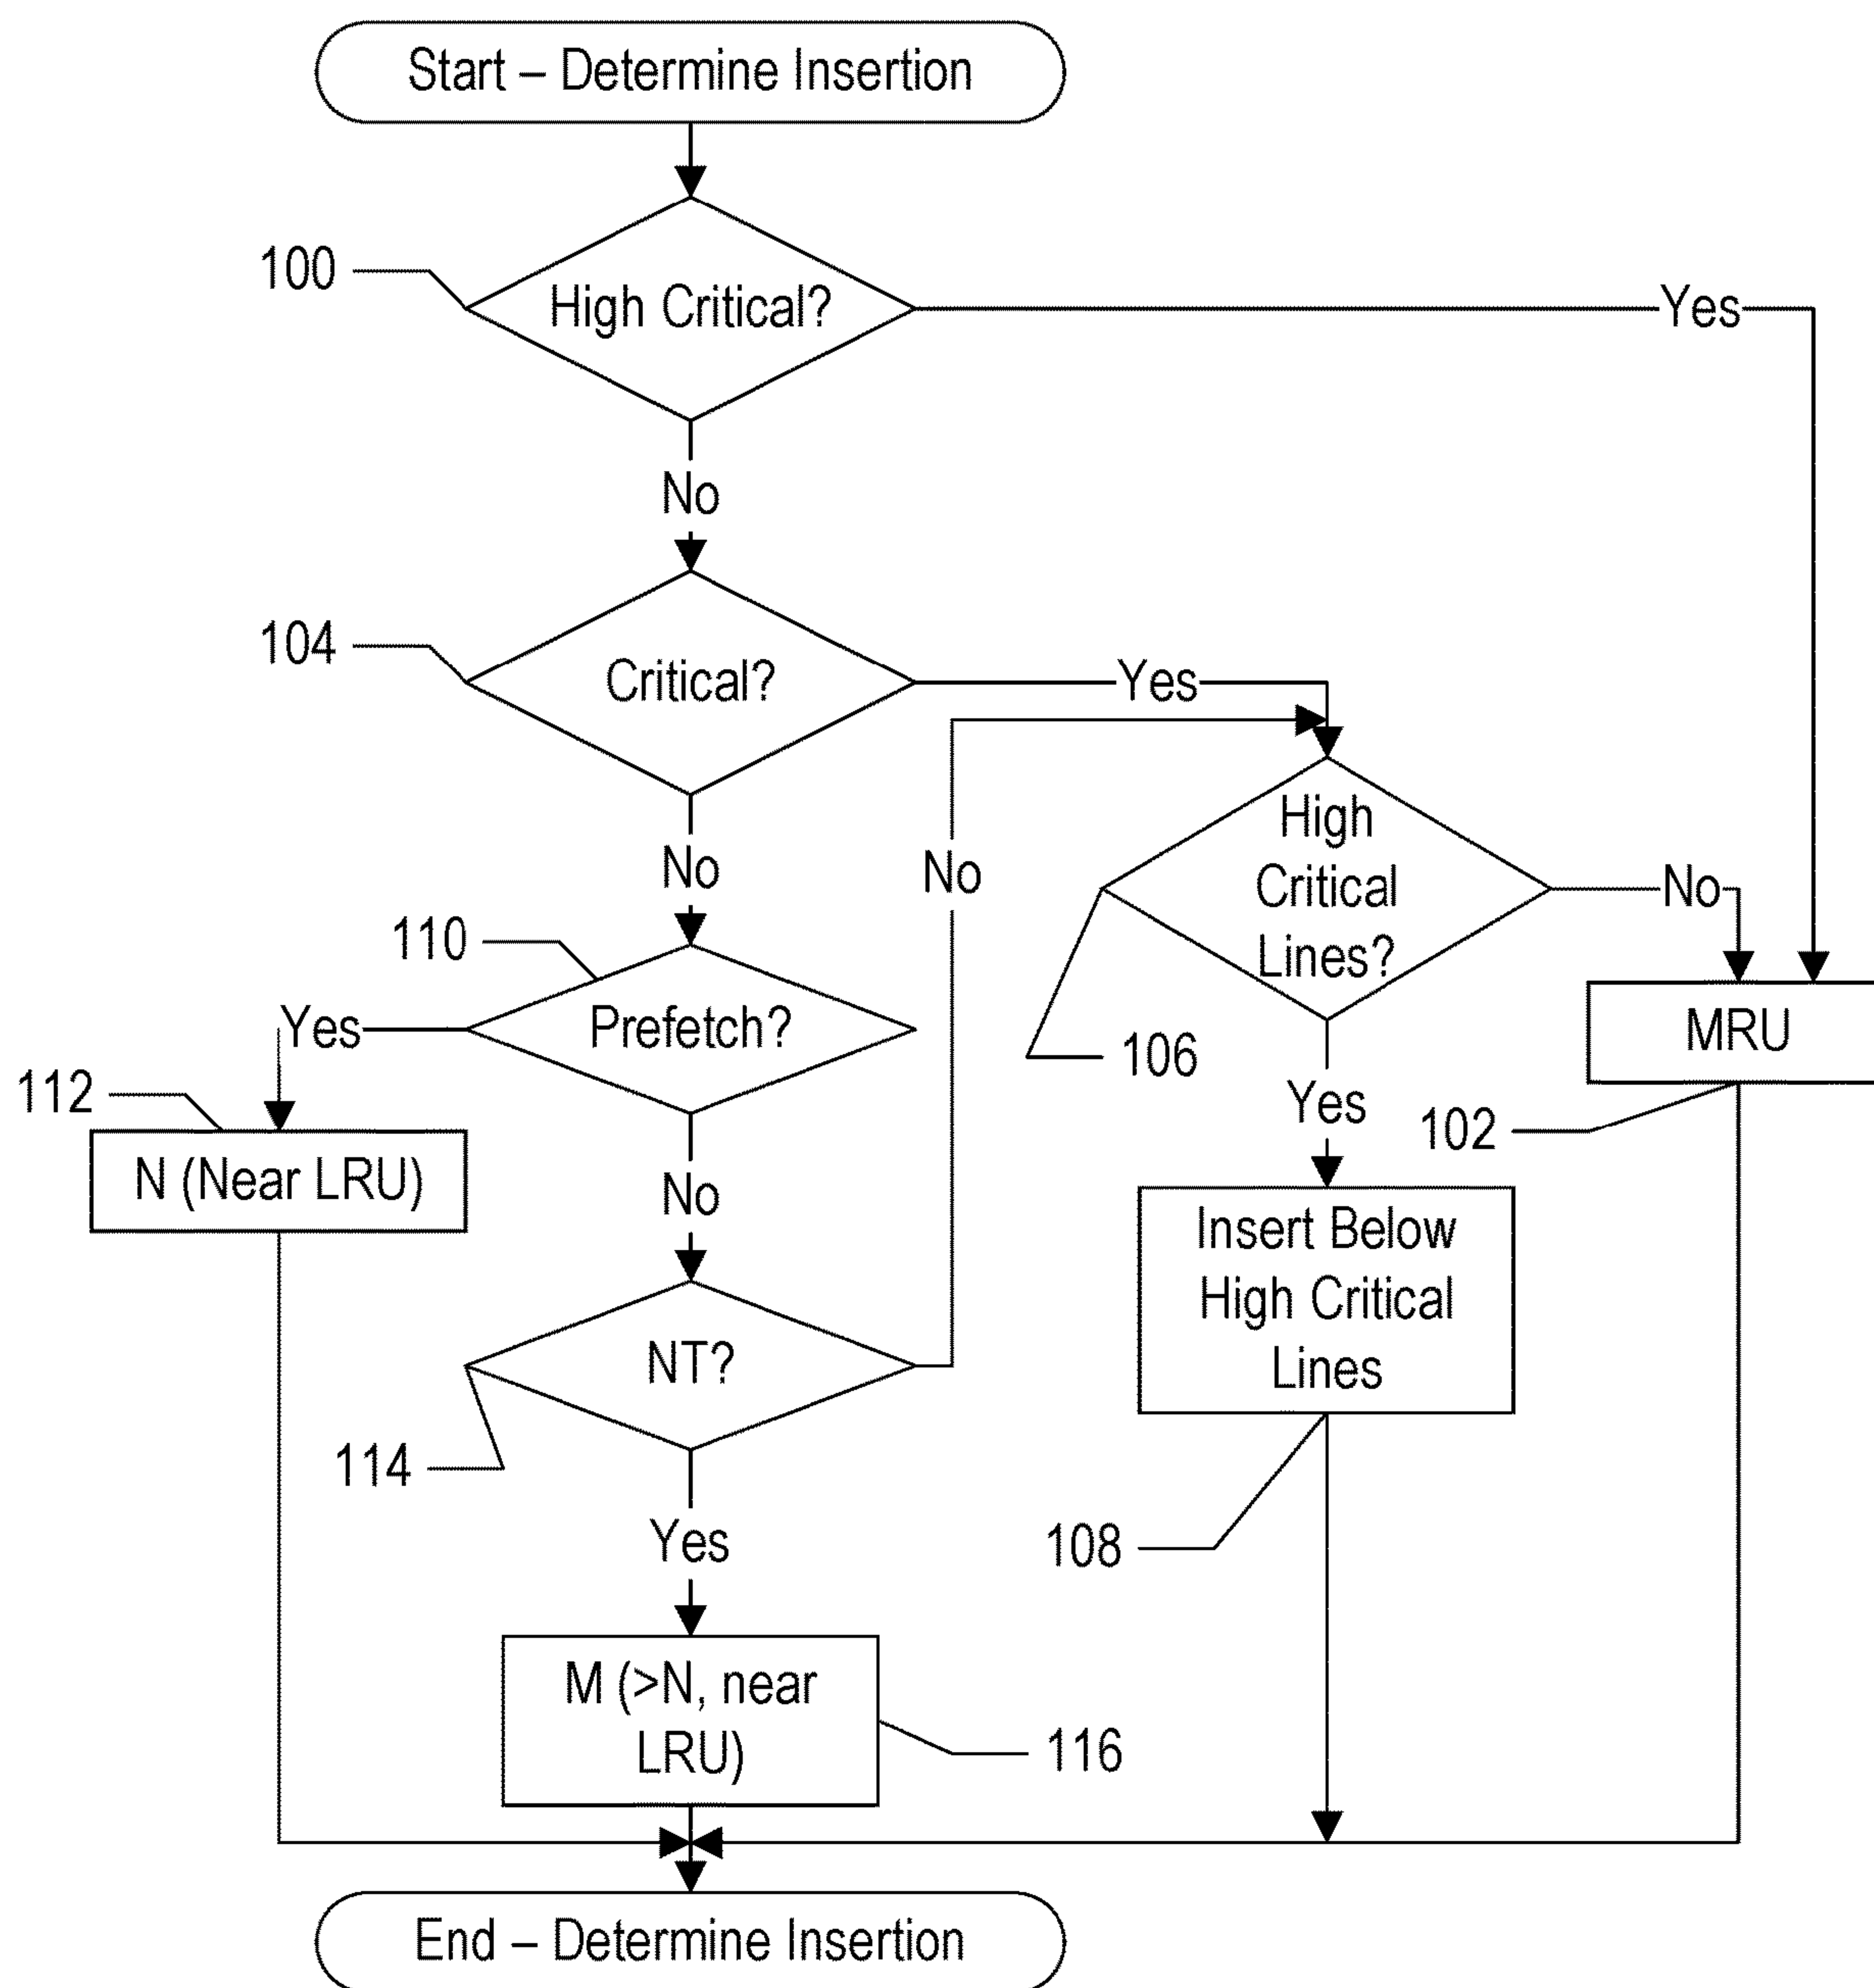 Start – Determine Insertion
100
High Critical?
Yes
No
104
Critical?
Yes
No
No
High
Critical
Lines?
No
110
Prefetch?
Yes
106
MRU
102
112
N (Near LRU)
No
Yes
Insert Below
High Critical
Lines
NT?
114
Yes
108
M (>N, near
LRU)
116
End – Determine Insertion